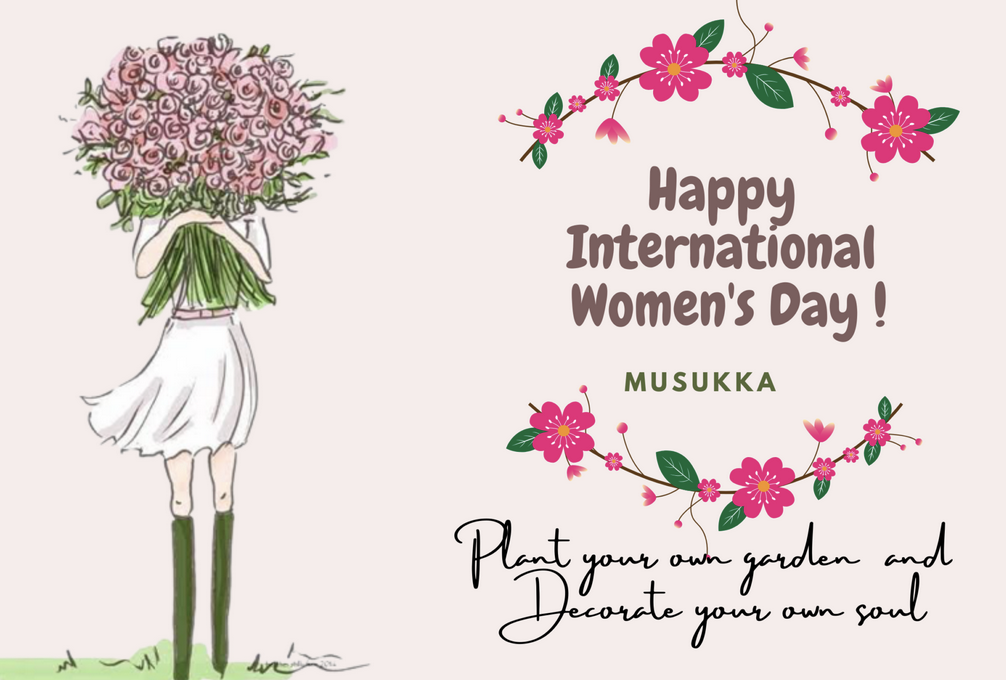 Happy
International
Women's Day !
MUSUKKA
Plant your own garden and
Decorate your own soul